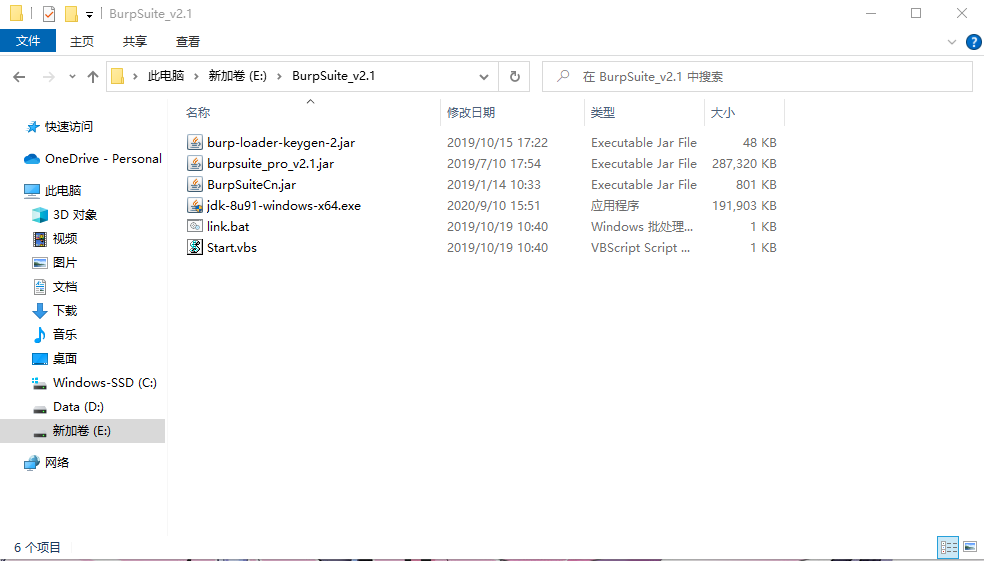 BurpSuite_v2.1
文件 主页 共享 查看
此电脑 新加卷 (E:) BurpSuite_v2.1 在 BurpSuite_v2.1 中搜索
名称 修改日期 类型 大小
burp-loader-keygen-2.jar 2019/10/15 17:22 Executable Jar File 48 KB
burpsuite_pro_v2.1.jar 2019/7/10 17:54 Executable Jar File 287,320 KB
BurpSuiteCn.jar 2019/1/14 10:33 Executable Jar File 801 KB
jdk-8u91-windows-x64.exe 2020/9/10 15:51 应用程序 191,903 KB
link.bat 2019/10/19 10:40 Windows 批处理... 1 KB
Start.vbs 2019/10/19 10:40 VBScript Script ... 1 KB
快速访问
OneDrive - Personal
此电脑
3D 对象
视频
图片
文档
下载
音乐
桌面
Windows-SSD (C:)
Data (D:)
新加卷 (E:)
网络
6 个项目